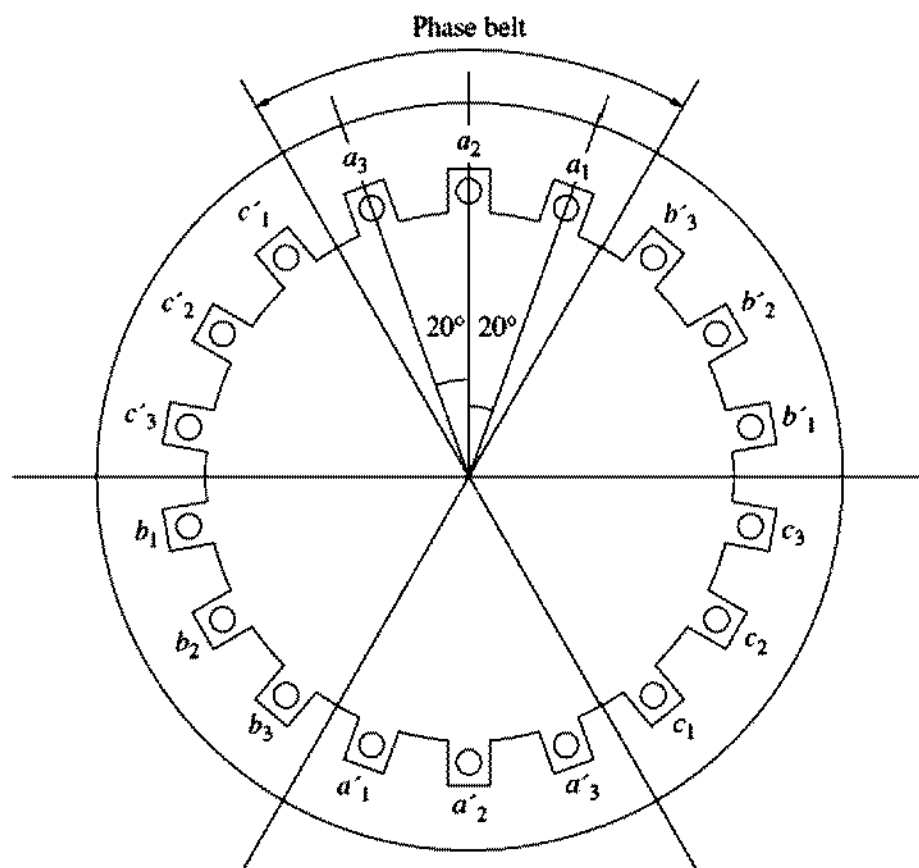 Phase belt
a₃
a₂
a₁
c′₁
b′₃
c′₂
b′₂
20°
20°
c′₃
b′₁
b₁
c₃
b₂
c₂
b₃
c₁
a′₁
a′₂
a′₃